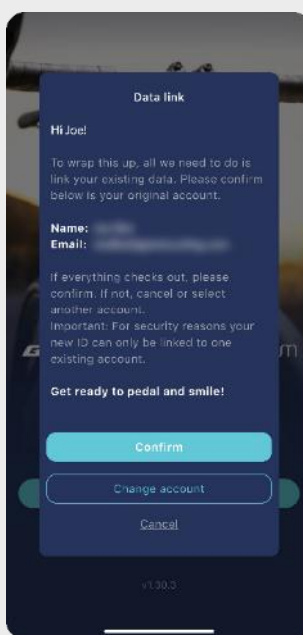 Data link
Hi Joe!
To wrap this up, all we need to do is
link your existing data. Please confirm
below is your original account.
Name:
Email:
If everything checks out, please
confirm. If not, cancel or select
another account.
Important: For security reasons your
new ID can only be linked to one
existing account.
Get ready to pedal and smile!
Confirm
Change account
Cancel
v1.30.3